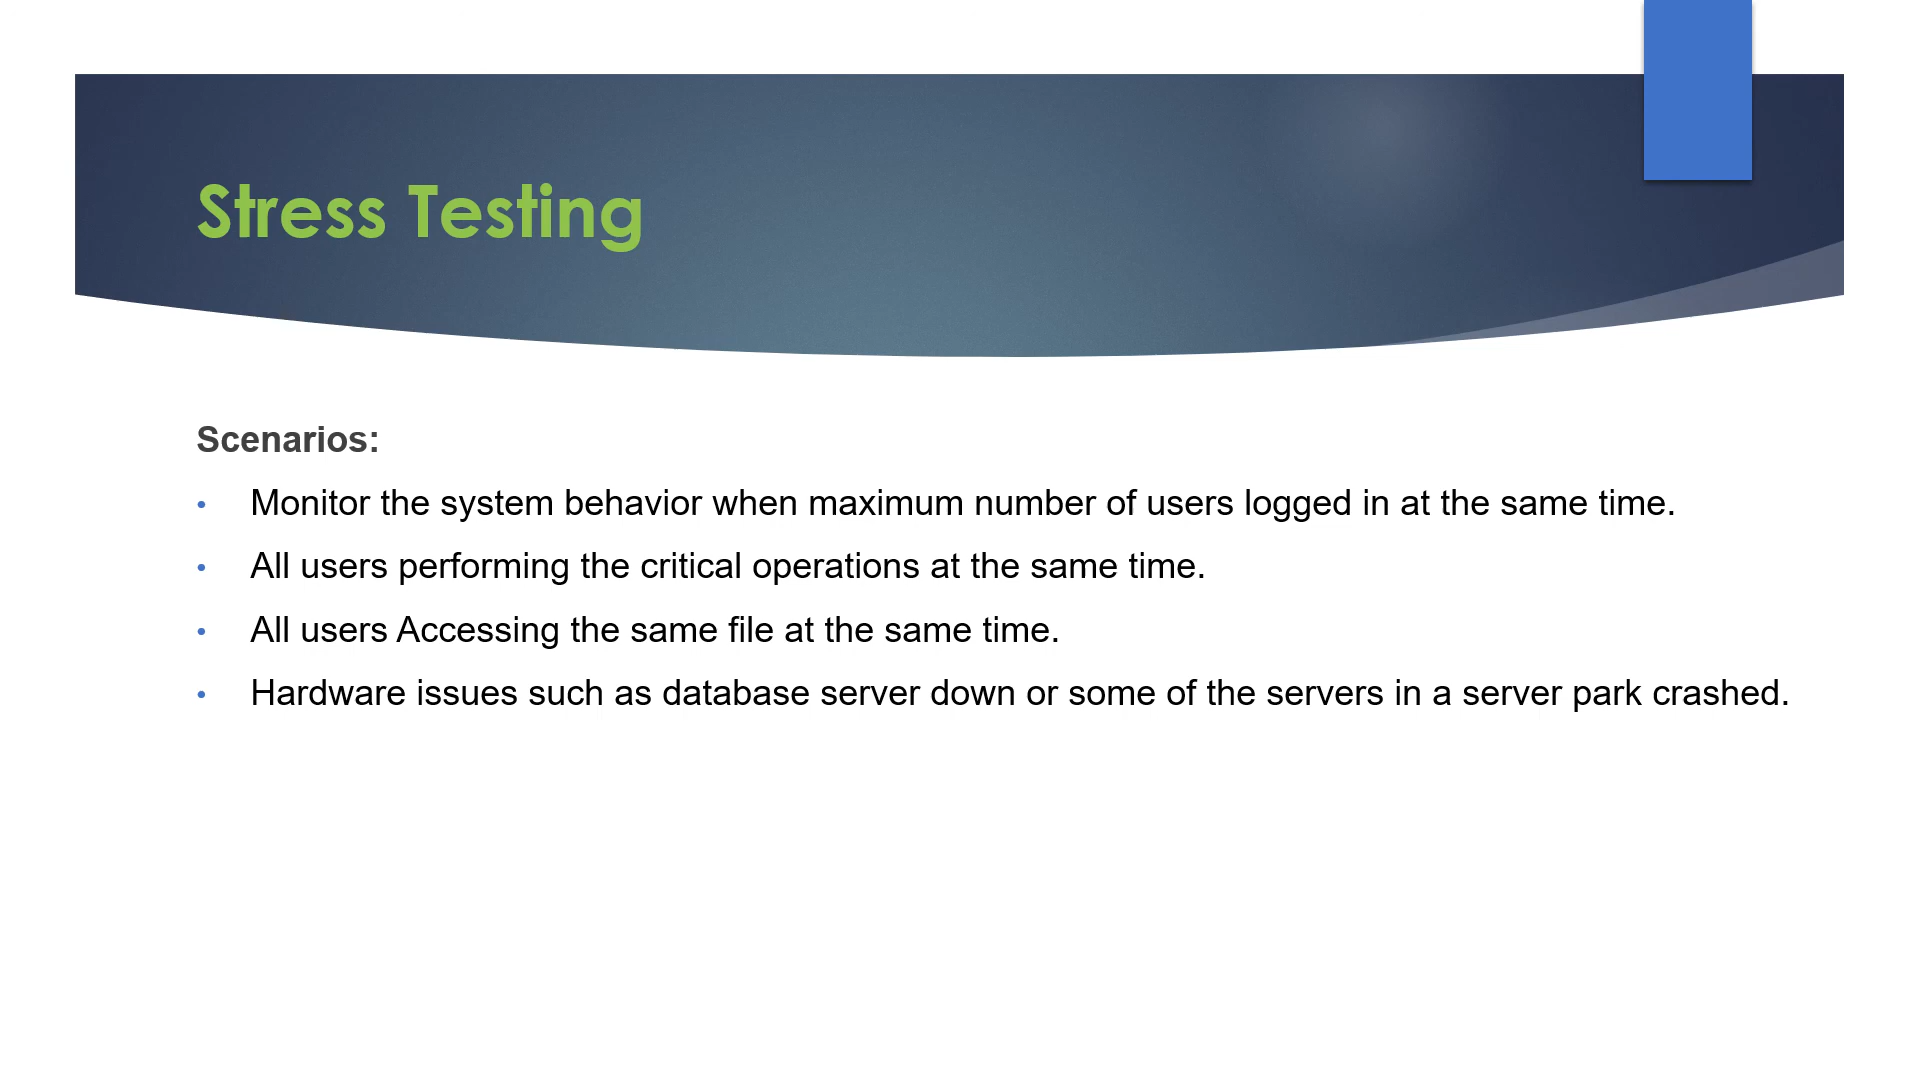 Stress Testing
Scenarios:
• Monitor the system behavior when maximum number of users logged in at the same time.
• All users performing the critical operations at the same time.
• All users Accessing the same file at the same time.
• Hardware issues such as database server down or some of the servers in a server park crashed.